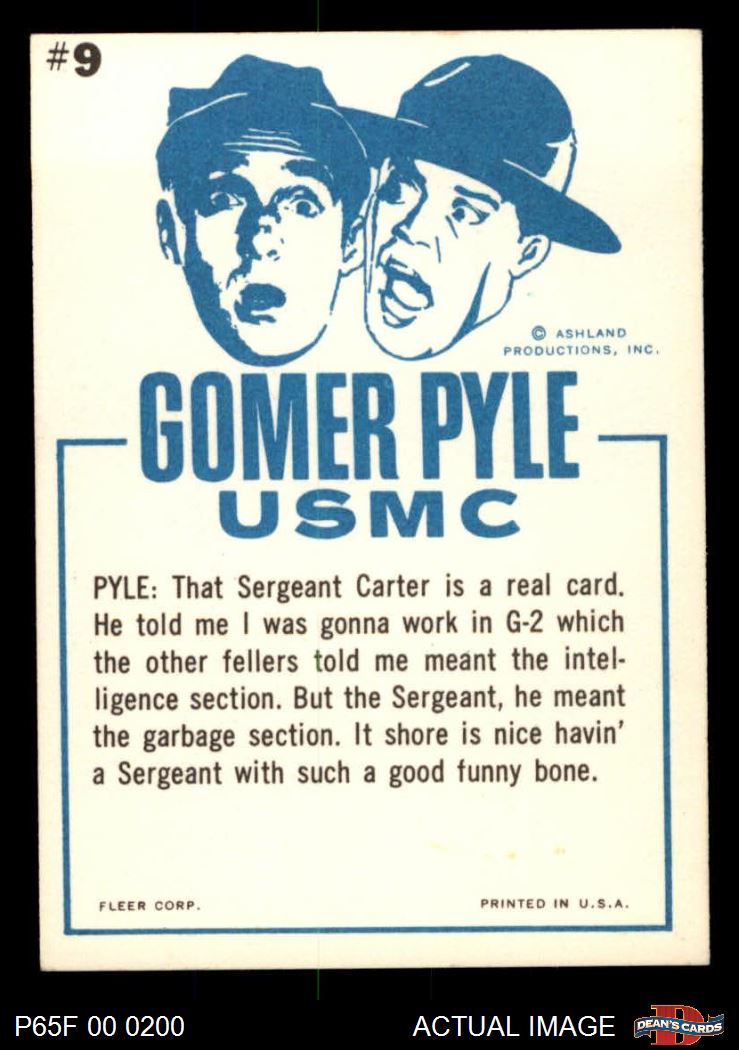 #9
© ASHLAND
PRODUCTIONS, INC.
GOMER PYLE
USMC
PYLE: That Sergeant Carter is a real card.
He told me I was gonna work in G-2 which
the other fellers told me meant the intel-
ligence section. But the Sergeant, he meant
the garbage section. It shore is nice havin'
a Sergeant with such a good funny bone.
FLEER CORP.
PRINTED IN U.S.A.
P65F 00 0200
ACTUAL IMAGE
D
DEAN'S CARDS